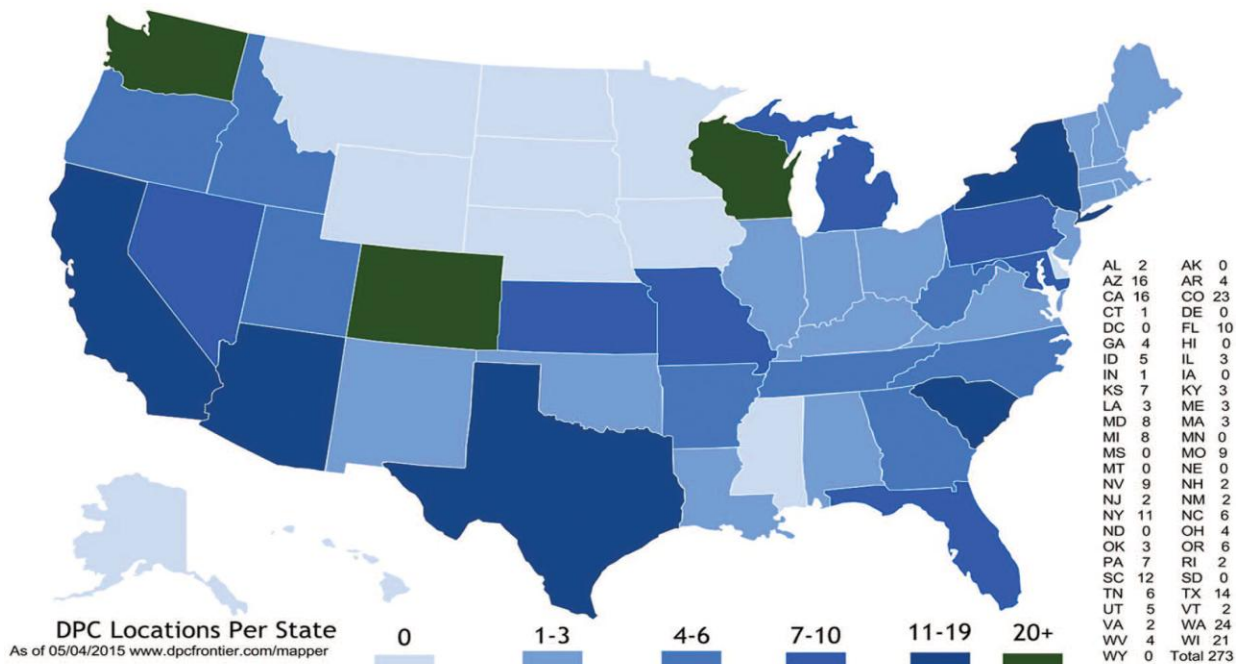 AL 2 AK 0
AZ 16 AR 4
CA 16 CO 23
CT 1 DE 0
DC 0 FL 10
GA 4 HI 0
ID 5 IL 3
IN 1 IA 0
KS 7 KY 3
LA 3 ME 3
MD 8 MA 3
MI 8 MN 0
MS 0 MO 9
MT 0 NE 0
NV 9 NH 2
NJ 2 NM 2
NY 11 NC 6
ND 0 OH 4
OK 3 OR 6
PA 7 RI 2
SC 12 SD 0
TN 6 TX 14
UT 5 VT 2
VA 2 WA 24
WV 4 WI 21
WY 0 Total 273
DPC Locations Per State
As of 05/04/2015 www.dpcfrontier.com/mapper
0 1-3 4-6 7-10 11-19 20+